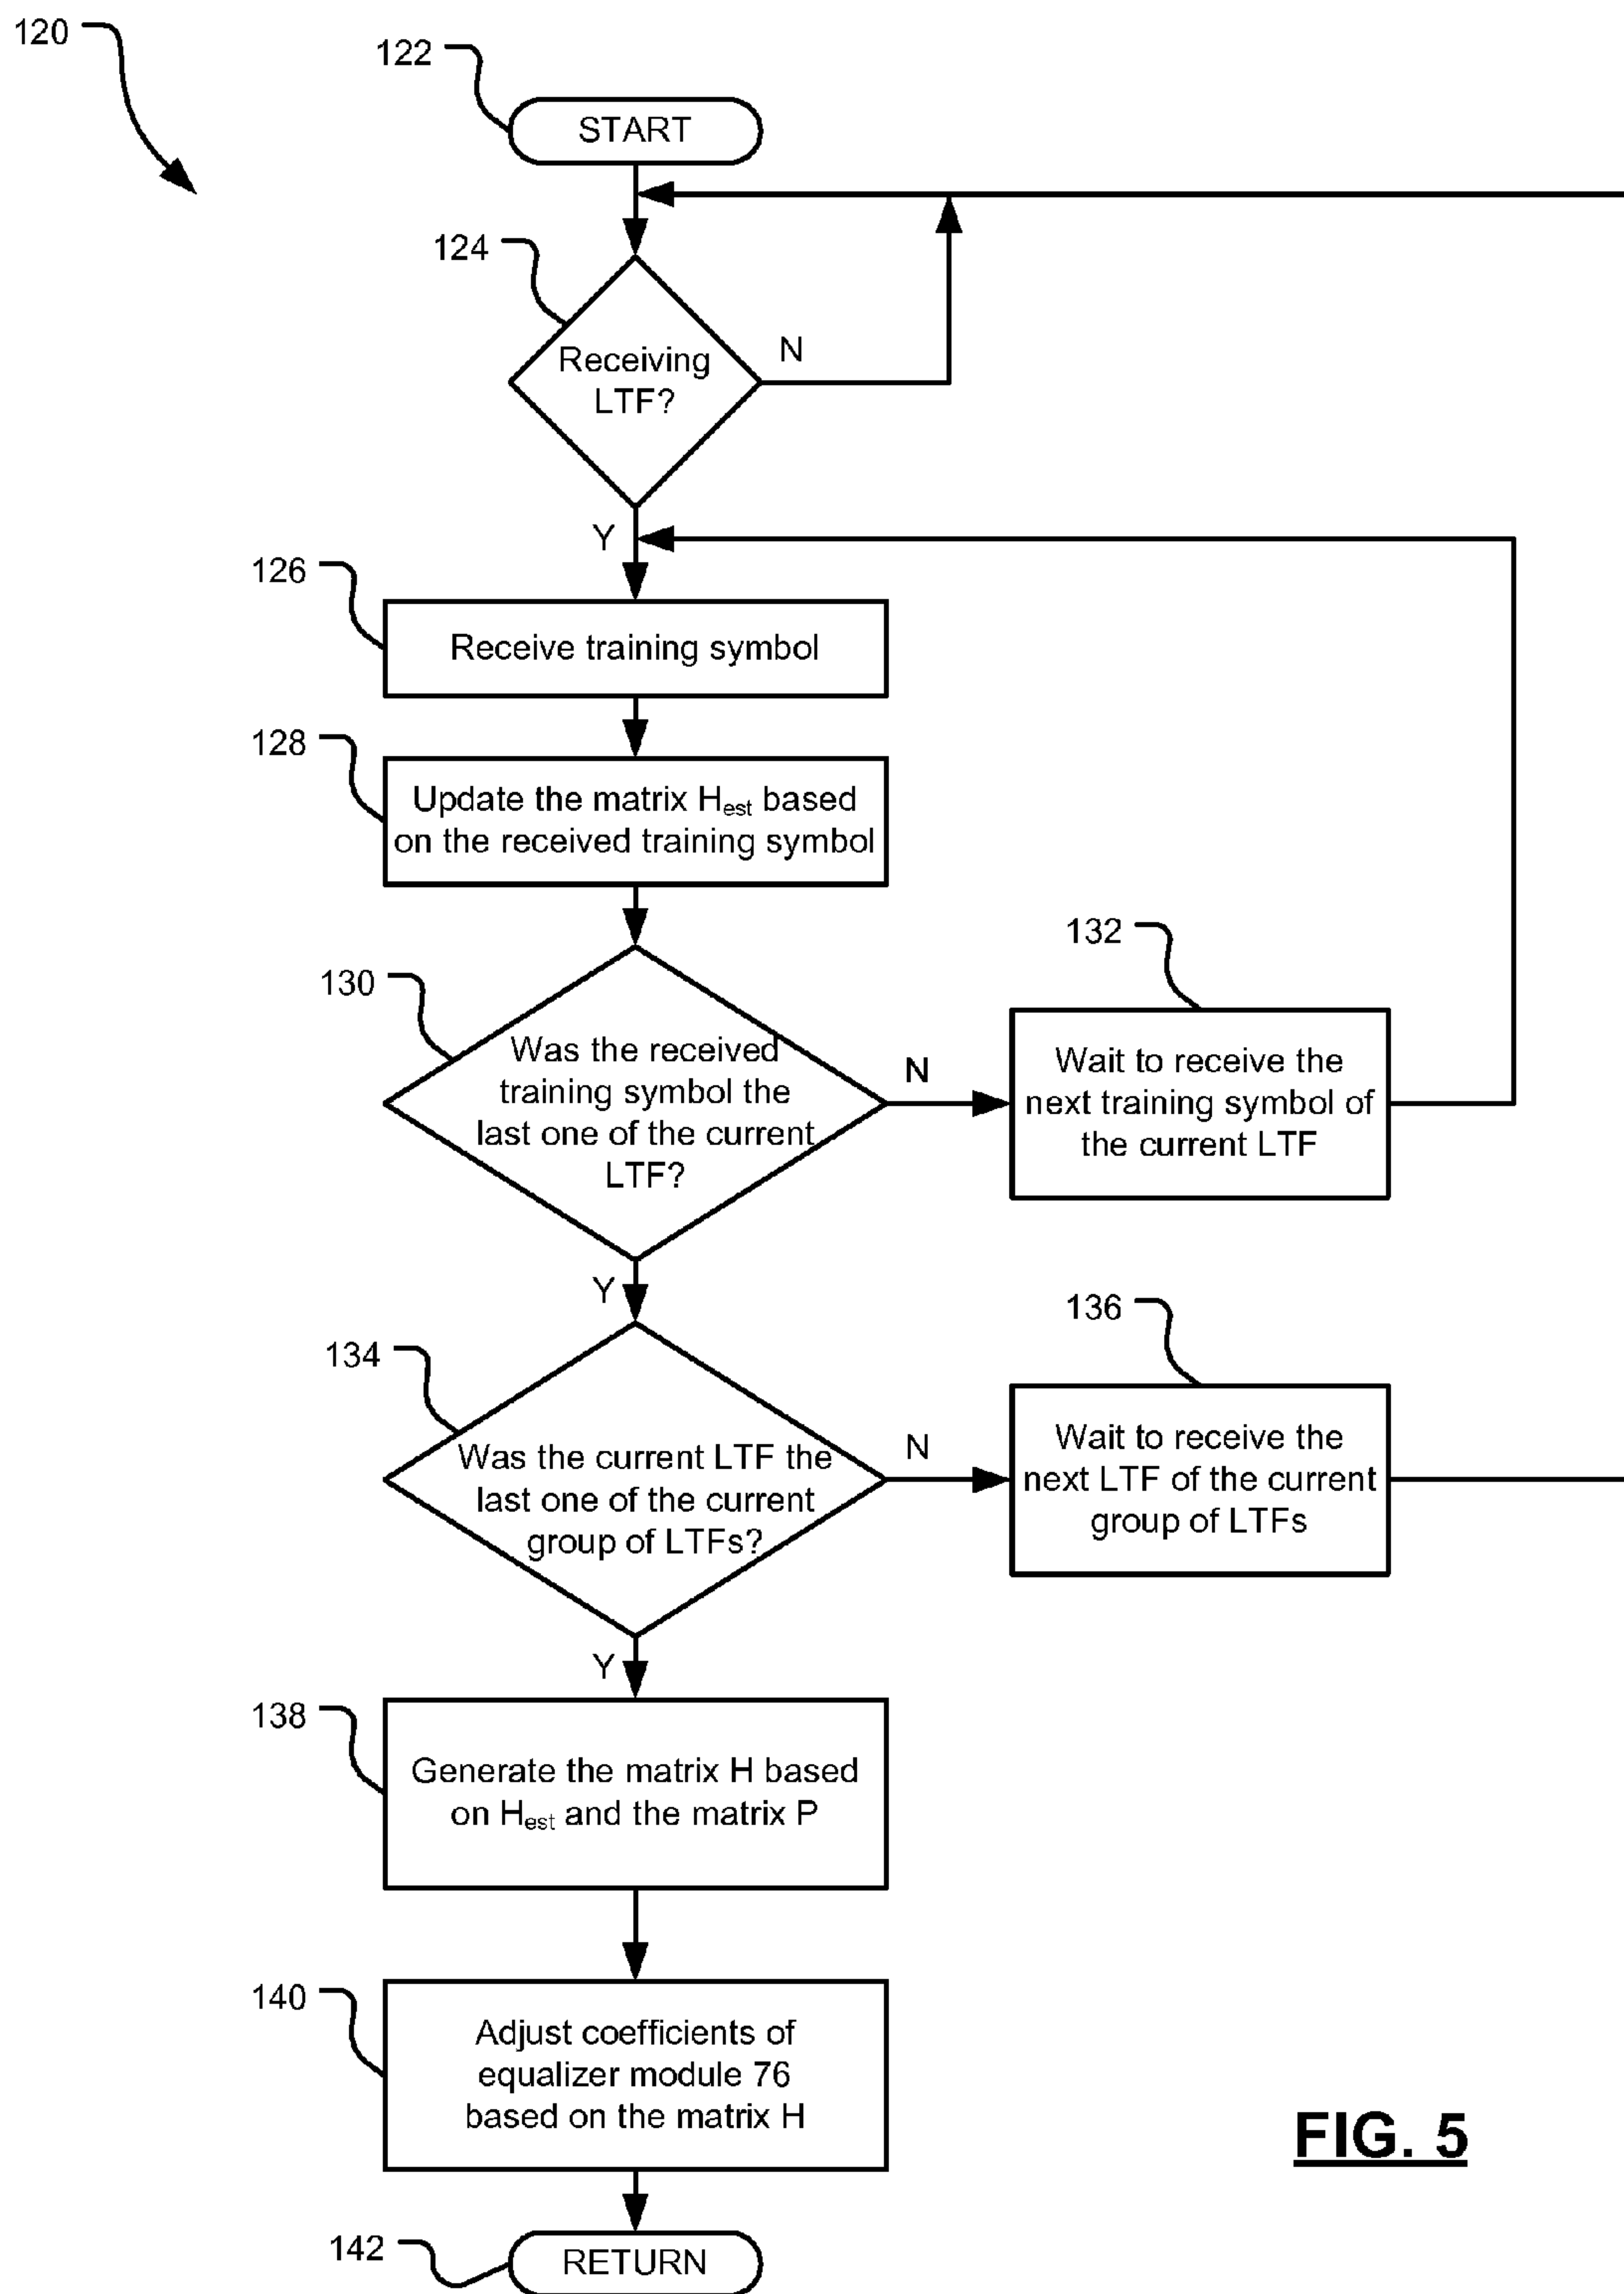 120
122
START
124
Receiving
LTF?
N
Y
126
Receive training symbol
128
Update the matrix Hest based
on the received training symbol
130
Was the received
training symbol the
last one of the current
LTF?
N
132
Wait to receive the
next training symbol of
the current LTF
Y
134
Was the current LTF the
last one of the current
group of LTFs?
N
136
Wait to receive the
next LTF of the current
group of LTFs
Y
138
Generate the matrix H based
on Hest and the matrix P
140
Adjust coefficients of
equalizer module 76
based on the matrix H
142
RETURN
FIG. 5